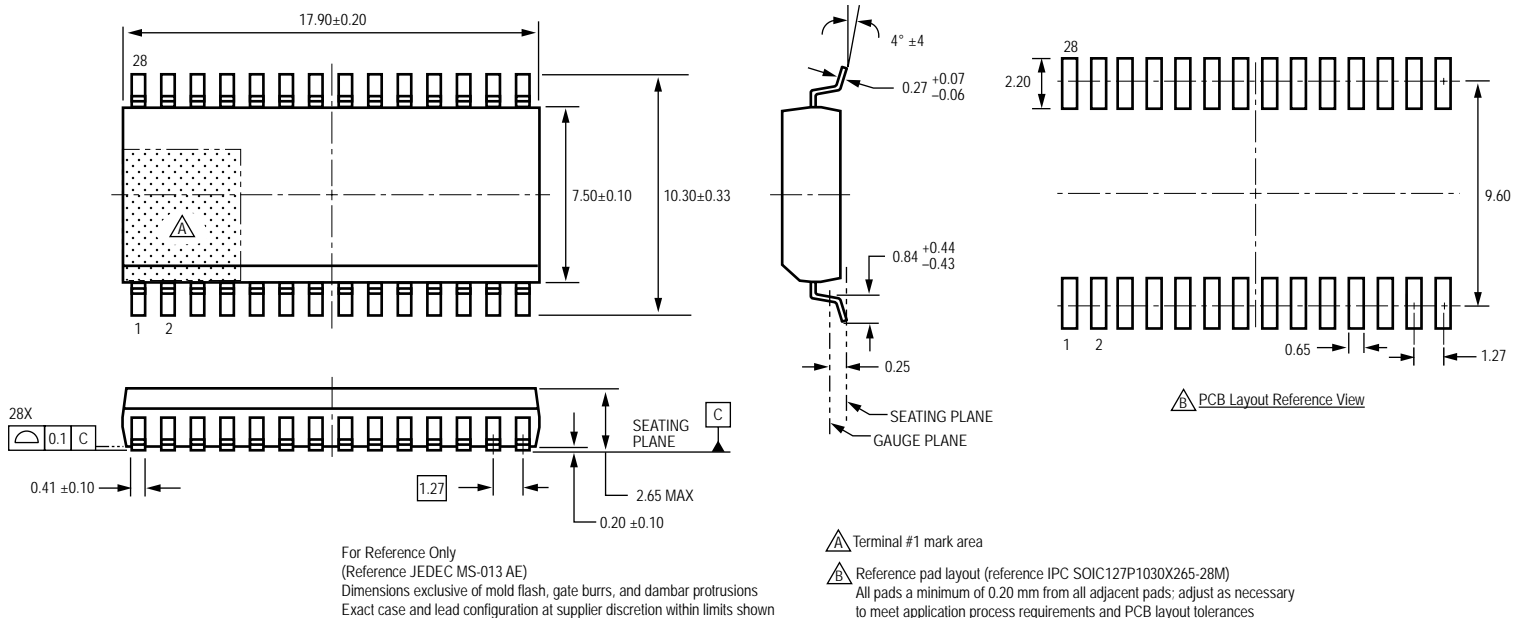 17.90±0.20
28
A
7.50±0.10
10.30±0.33
1 2
4° ±4
0.27 +0.07 –0.06
0.84 +0.44 –0.43
0.25
SEATING PLANE
GAUGE PLANE
28
2.20
9.60
1 2
0.65
1.27
B PCB Layout Reference View
28X
0.1 C
SEATING
PLANE
C
0.41 ±0.10
1.27
2.65 MAX
0.20 ±0.10
For Reference Only
(Reference JEDEC MS-013 AE)
Dimensions exclusive of mold flash, gate burrs, and dambar protrusions
Exact case and lead configuration at supplier discretion within limits shown
A Terminal #1 mark area
B Reference pad layout (reference IPC SOIC127P1030X265-28M)
All pads a minimum of 0.20 mm from all adjacent pads; adjust as necessary
to meet application process requirements and PCB layout tolerances